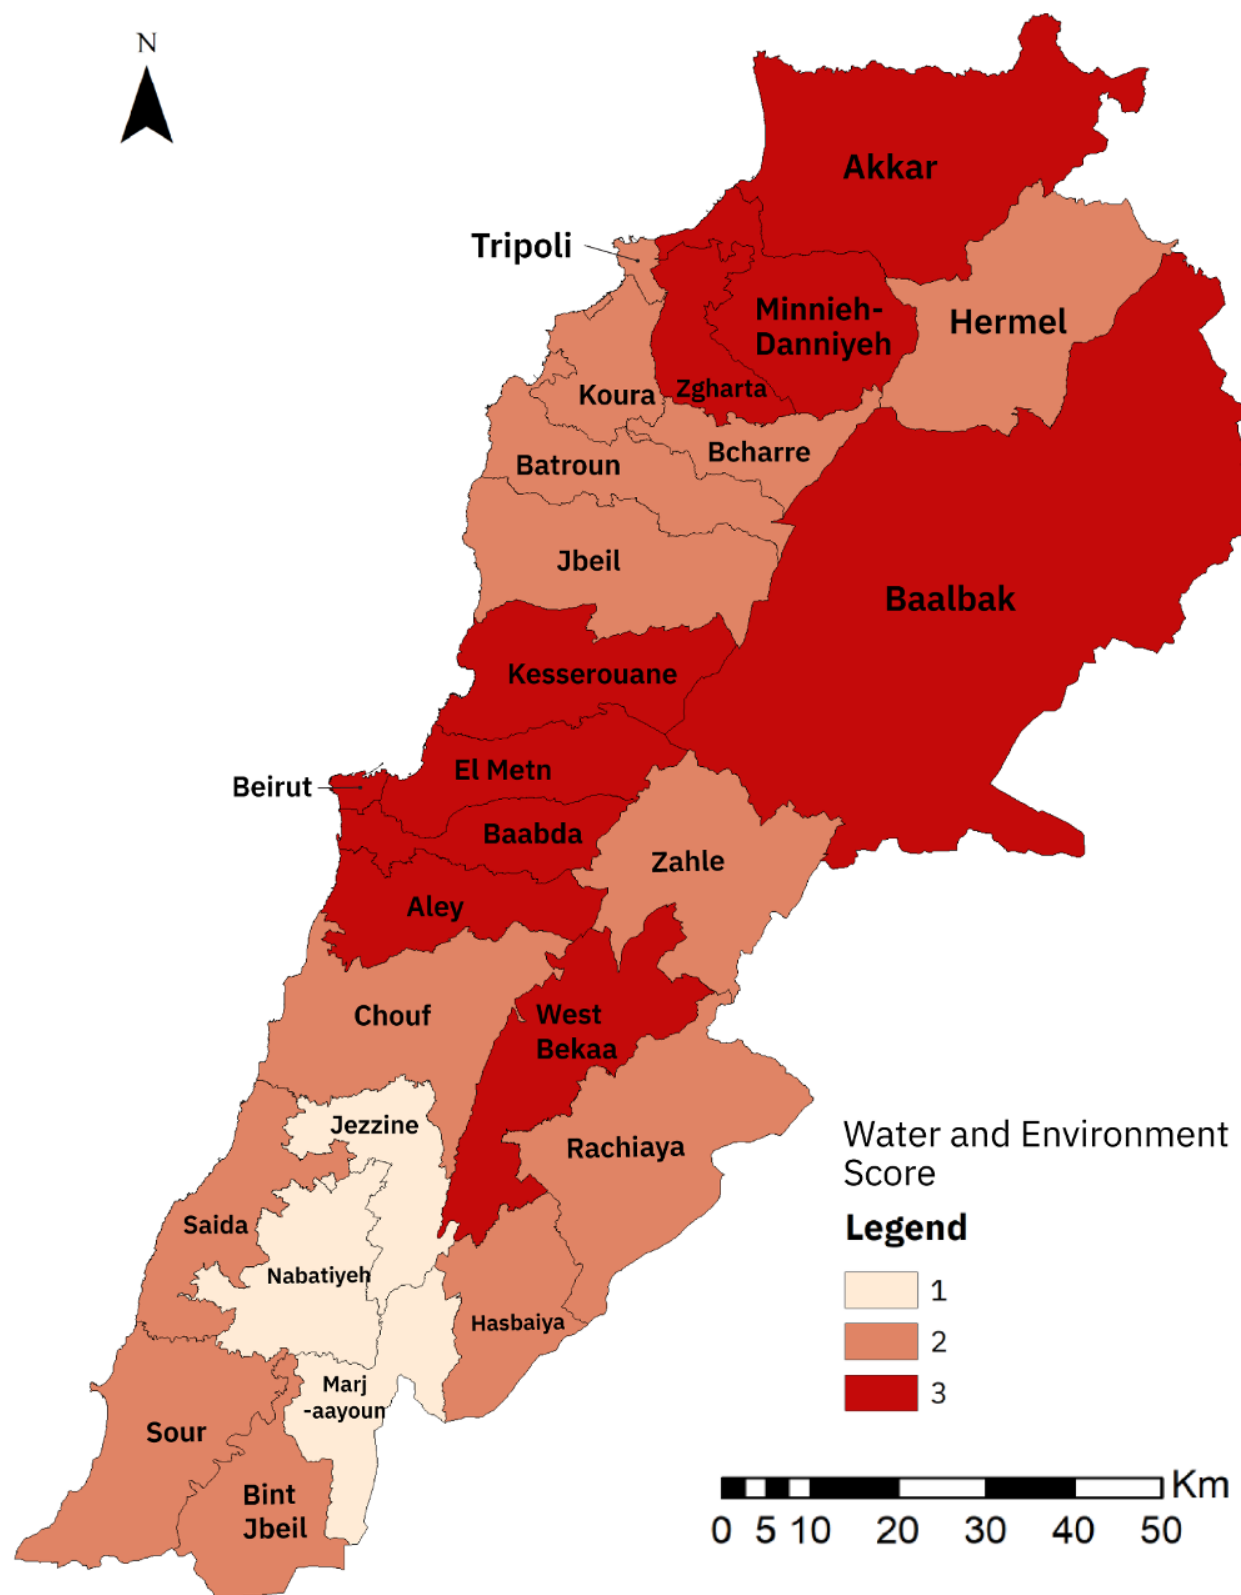 N
Akkar
Tripoli
Minnieh-
Danniyeh
Hermel
Zgharta
Koura
Bcharre
Batroun
Jbeil
Baalbak
Kesserouane
El Metn
Beirut
Baabda
Zahle
Aley
Chouf
West
Bekaa
Jezzine
Rachiaya
Saida
Nabatiyeh
Hasbaiya
Marj
-aayoun
Sour
Bint
Jbeil
Water and Environment
Score
Legend
1
2
3
Km
0 5 10 20 30 40 50